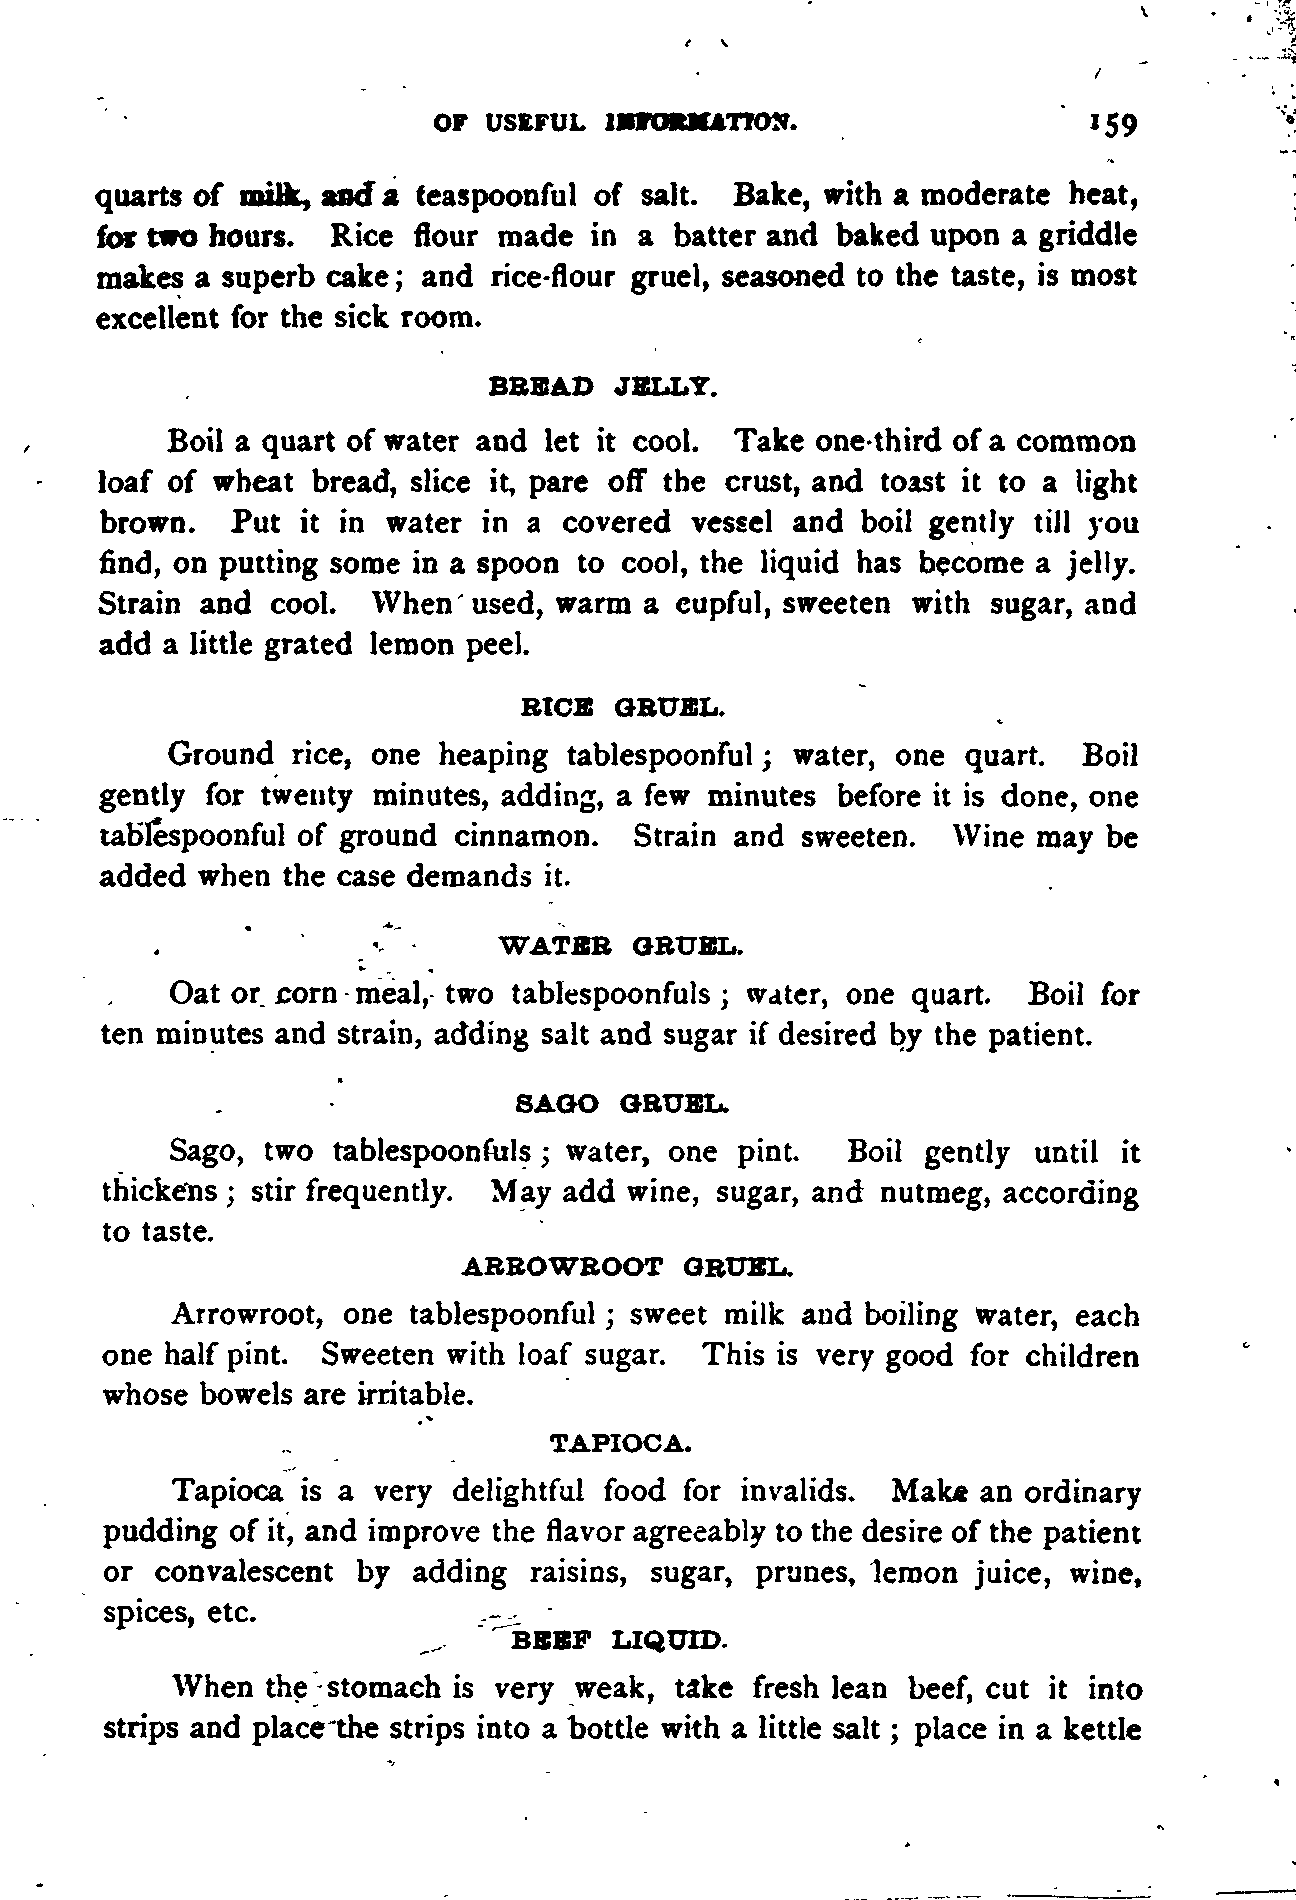 OF USEFUL INFORMATION. 159
quarts of milk, and a teaspoonful of salt. Bake, with a moderate heat,
for two hours. Rice flour made in a batter and baked upon a griddle
makes a superb cake; and rice-flour gruel, seasoned to the taste, is most
excellent for the sick room.
BREAD JELLY.
Boil a quart of water and let it cool. Take one-third of a common
loaf of wheat bread, slice it, pare off the crust, and toast it to a light
brown. Put it in water in a covered vessel and boil gently till you
find, on putting some in a spoon to cool, the liquid has become a jelly.
Strain and cool. When used, warm a cupful, sweeten with sugar, and
add a little grated lemon peel.
RICE GRUEL.
Ground rice, one heaping tablespoonful; water, one quart. Boil
gently for twenty minutes, adding, a few minutes before it is done, one
tablespoonful of ground cinnamon. Strain and sweeten. Wine may be
added when the case demands it.
WATER GRUEL.
Oat or corn meal, two tablespoonfuls; water, one quart. Boil for
ten minutes and strain, adding salt and sugar if desired by the patient.
SAGO GRUEL.
Sago, two tablespoonfuls; water, one pint. Boil gently until it
thickens; stir frequently. May add wine, sugar, and nutmeg, according
to taste.
ARROWROOT GRUEL.
Arrowroot, one tablespoonful; sweet milk and boiling water, each
one half pint. Sweeten with loaf sugar. This is very good for children
whose bowels are irritable.
TAPIOCA.
Tapioca is a very delightful food for invalids. Make an ordinary
pudding of it, and improve the flavor agreeably to the desire of the patient
or convalescent by adding raisins, sugar, prunes, lemon juice, wine,
spices, etc.
BEEF LIQUID.
When the stomach is very weak, take fresh lean beef, cut it into
strips and place the strips into a bottle with a little salt; place in a kettle